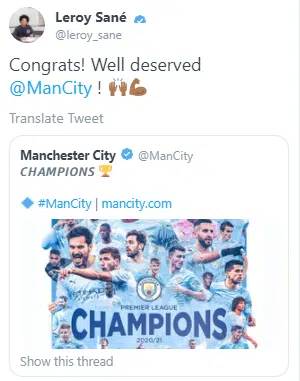 Leroy Sané
@leroy_sane
Congrats! Well deserved
@ManCity ! 🙌🏾💪🏾
Translate Tweet
Manchester City @ManCity
CHAMPIONS 🏆
🔷 #ManCity | mancity.com
PREMIER LEAGUE
CHAMPIONS
2020/21
Show this thread